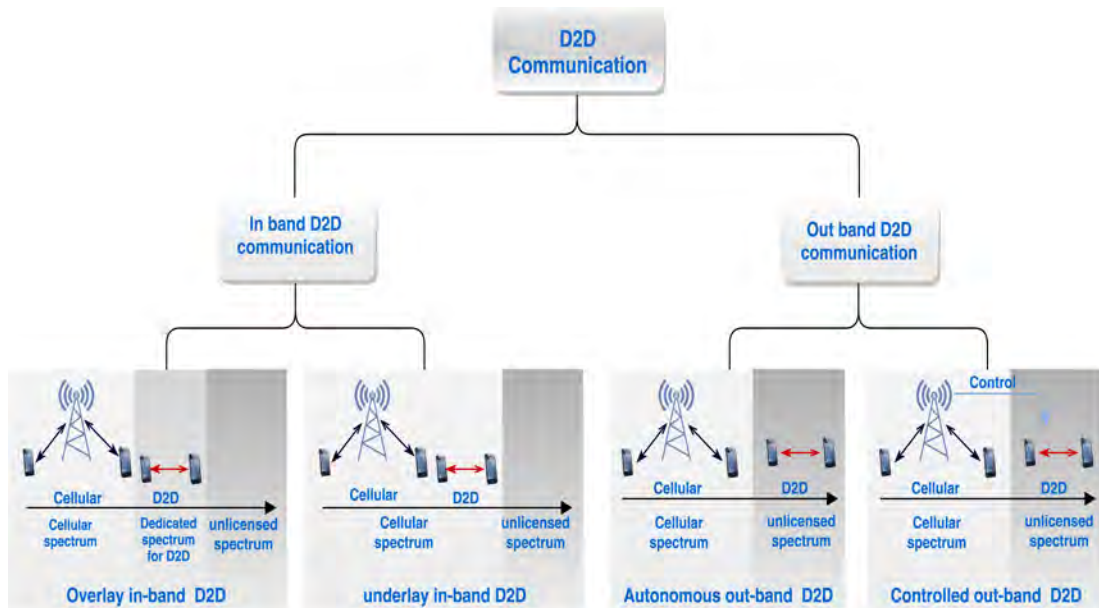 D2D
Communication
In band D2D
communication
Out band D2D
communication
Cellular
D2D
Cellular
spectrum
Dedicated
spectrum
for D2D
unlicensed
spectrum
Overlay in-band D2D
Cellular
D2D
Cellular
spectrum
unlicensed
spectrum
underlay in-band D2D
Cellular
D2D
Cellular
spectrum
unlicensed
spectrum
Autonomous out-band D2D
Control
Cellular
D2D
Cellular
spectrum
unlicensed
spectrum
Controlled out-band D2D